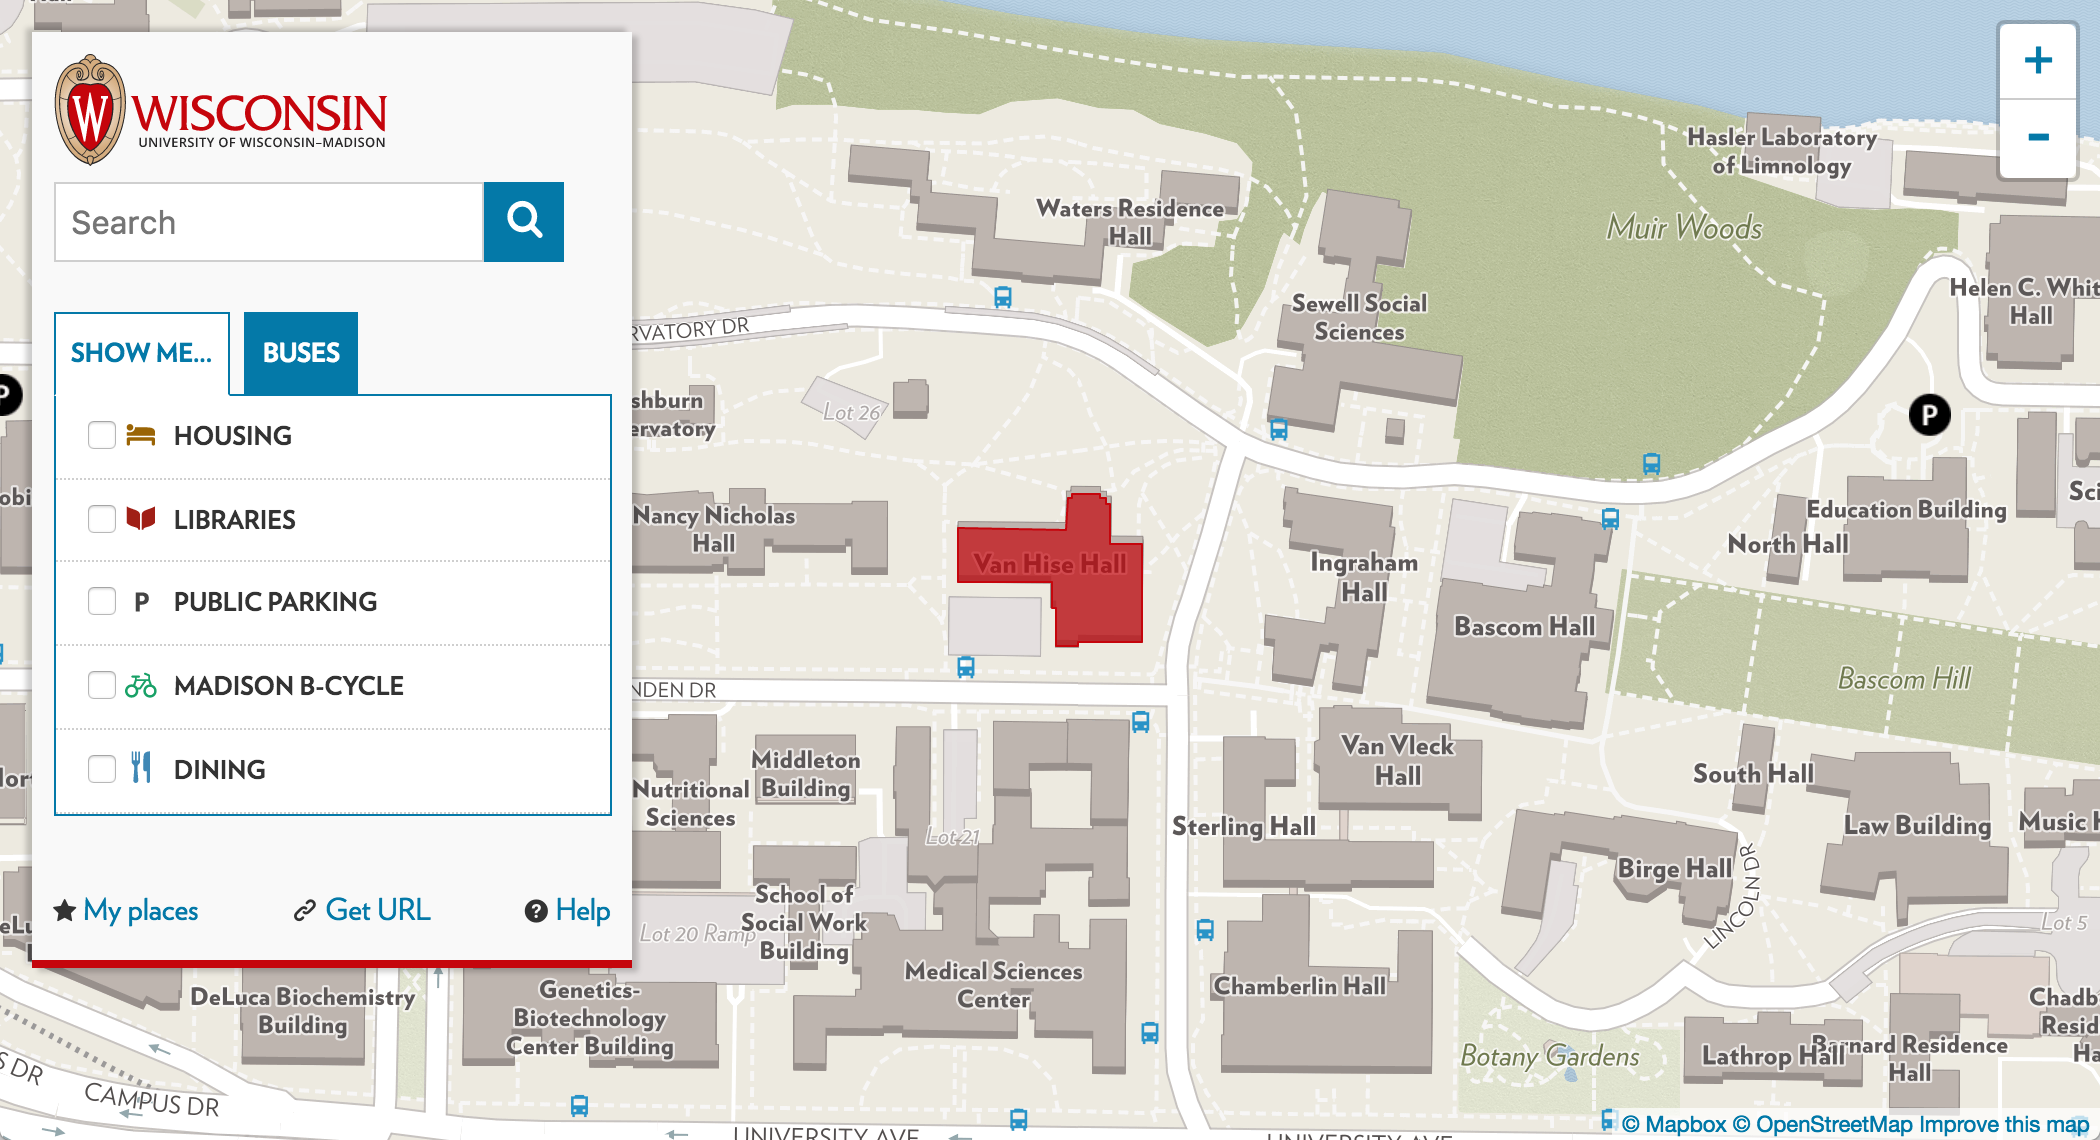 W
WISCONSIN
UNIVERSITY OF WISCONSIN–MADISON
Search
SHOW ME...
BUSES
HOUSING
LIBRARIES
P PUBLIC PARKING
MADISON B-CYCLE
DINING
My places
Get URL
? Help
+
-
Hasler Laboratory
of Limnology
Muir Woods
Waters Residence
Hall
Helen C. Whit
Hall
Sewell Social
Sciences
RVATORY DR
P
shburn
ervatory
Lot 26
P
obi
Nancy Nicholas
Hall
Van Hise Hall
Ingraham
Hall
Bascom Hall
North Hall
Education Building
Sci
Bascom Hill
NDEN DR
Middleton
Building
Nutritional
Sciences
Van Vleck
Hall
South Hall
Law Building
Music H
Lot 21
Sterling Hall
Birge Hall
LINCOLN DR
Lot 5
School of
Social Work
Building
Lot 20 Ramp
Medical Sciences
Center
Chamberlin Hall
DeLuca Biochemistry
Building
Genetics-
Biotechnology
Center Building
Botany Gardens
Lathrop Hall
Barnard Residence
Hall
Chadb
Resid
Ha
S DR
CAMPUS DR
UNIVERSITY AVE
UNIVERSITY AVE
© Mapbox © OpenStreetMap Improve this map